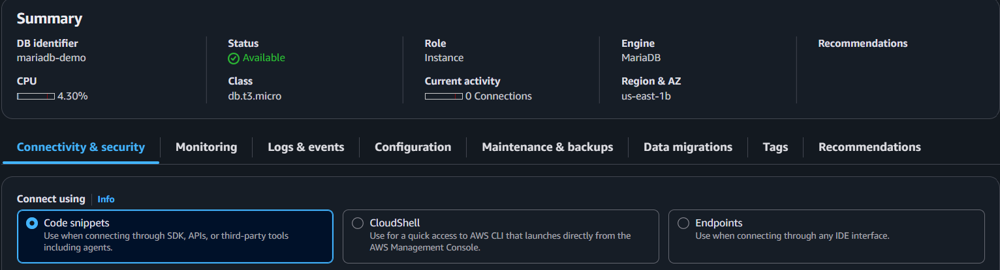 Summary
DB identifier
mariadb-demo
Status
Available
Role
Instance
Engine
MariaDB
Recommendations
CPU
4.30%
Class
db.t3.micro
Current activity
0 Connections
Region & AZ
us-east-1b
Connectivity & security
Monitoring
Logs & events
Configuration
Maintenance & backups
Data migrations
Tags
Recommendations
Connect using
Info
Code snippets
Use when connecting through SDK, APIs, or third-party tools
including agents.
CloudShell
Use for a quick access to AWS CLI that launches directly from the
AWS Management Console.
Endpoints
Use when connecting through any IDE interface.